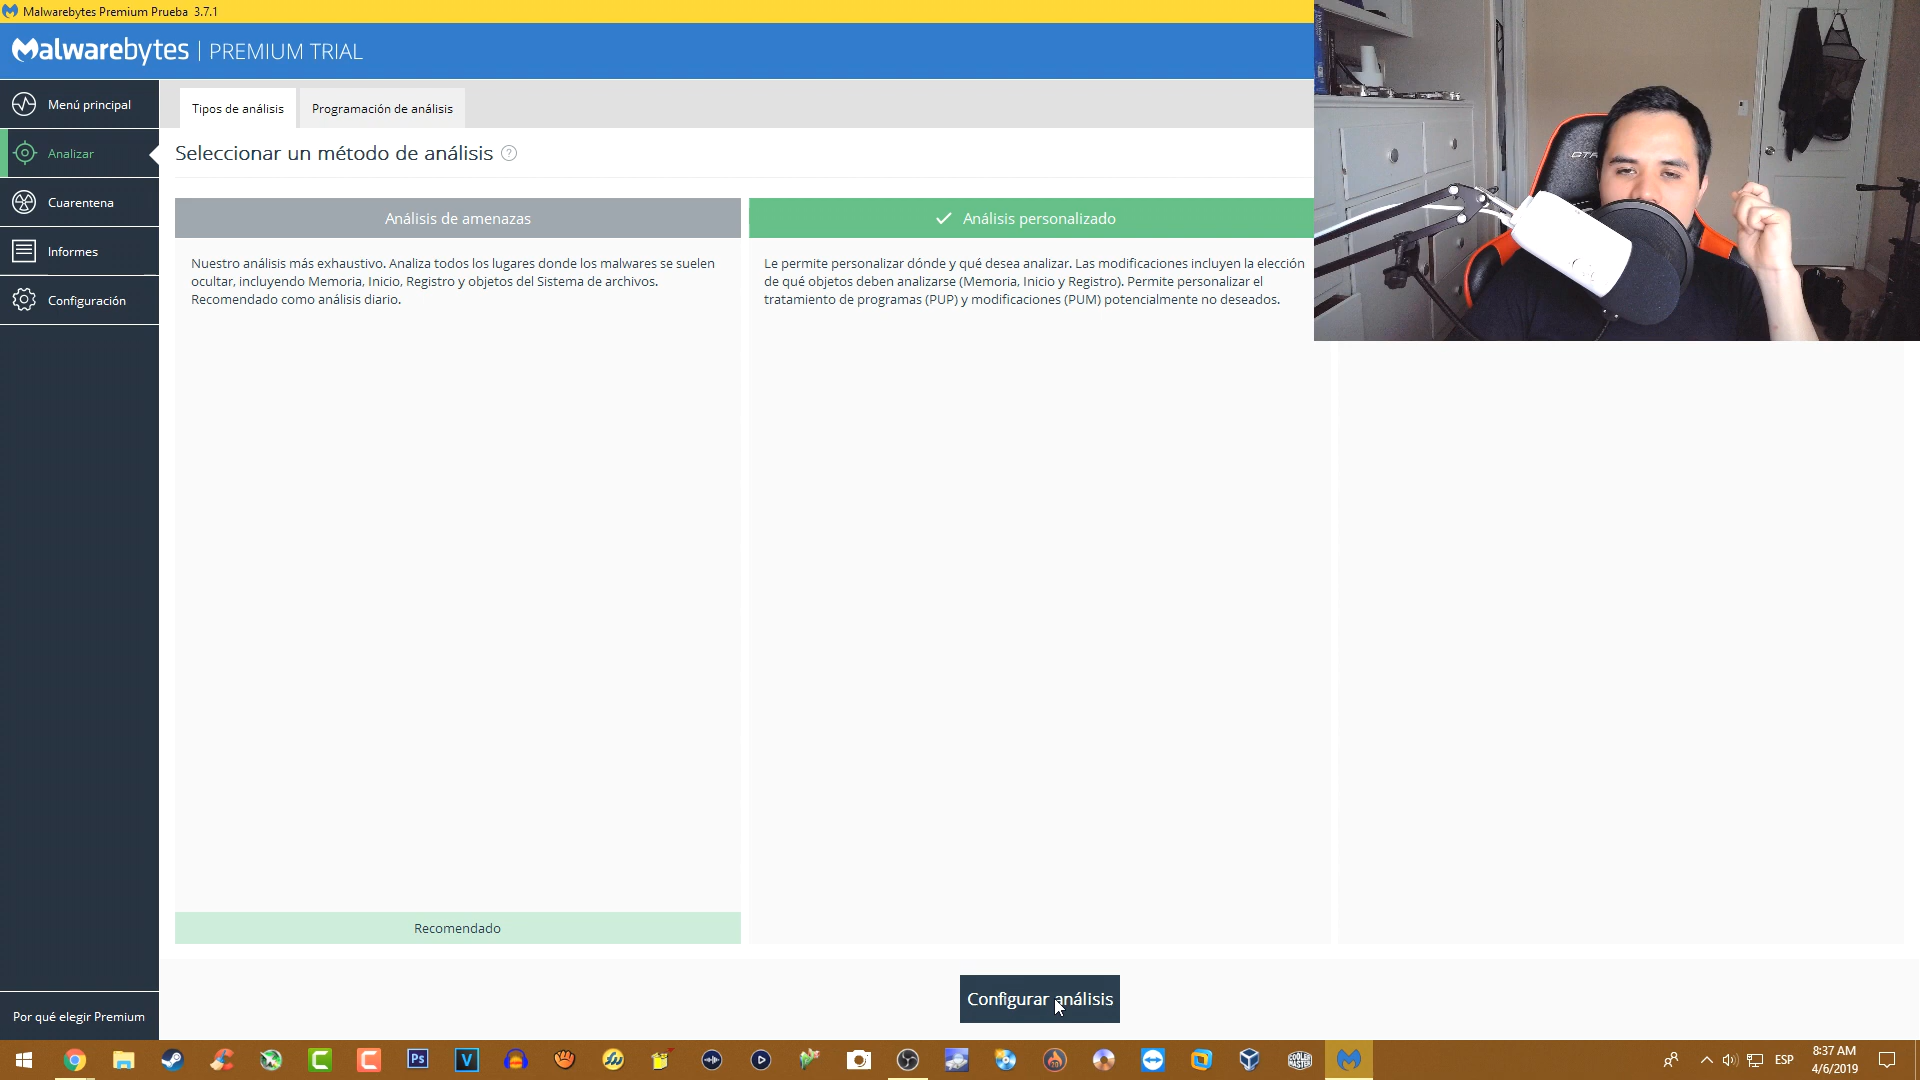 Malwarebytes Premium Prueba 3.7.1
Malwarebytes | PREMIUM TRIAL
Menú principal
Analizar
Cuarentena
Informes
Configuración
Por qué elegir Premium
Tipos de análisis
Programación de análisis
Seleccionar un método de análisis ?
Análisis de amenazas
Nuestro análisis más exhaustivo. Analiza todos los lugares donde los malwares se suelen
ocultar, incluyendo Memoria, Inicio, Registro y objetos del Sistema de archivos.
Recomendado como análisis diario.
Recomendado
Análisis personalizado
Le permite personalizar dónde y qué desea analizar. Las modificaciones incluyen la elección
de qué objetos deben analizarse (Memoria, Inicio y Registro). Permite personalizar el
tratamiento de programas (PUP) y modificaciones (PUM) potencialmente no deseados.
Configurar análisis
Ps
V
COOLER
MASTER
ESP
8:37 AM
4/6/2019